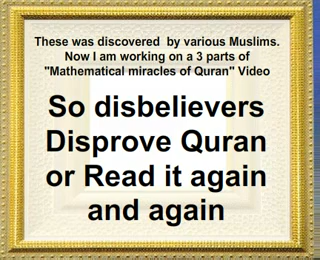 These was discovered by various Muslims.
Now I am working on a 3 parts of
"Mathematical miracles of Quran" Video
So disbelievers
Disprove Quran
or Read it again
and again